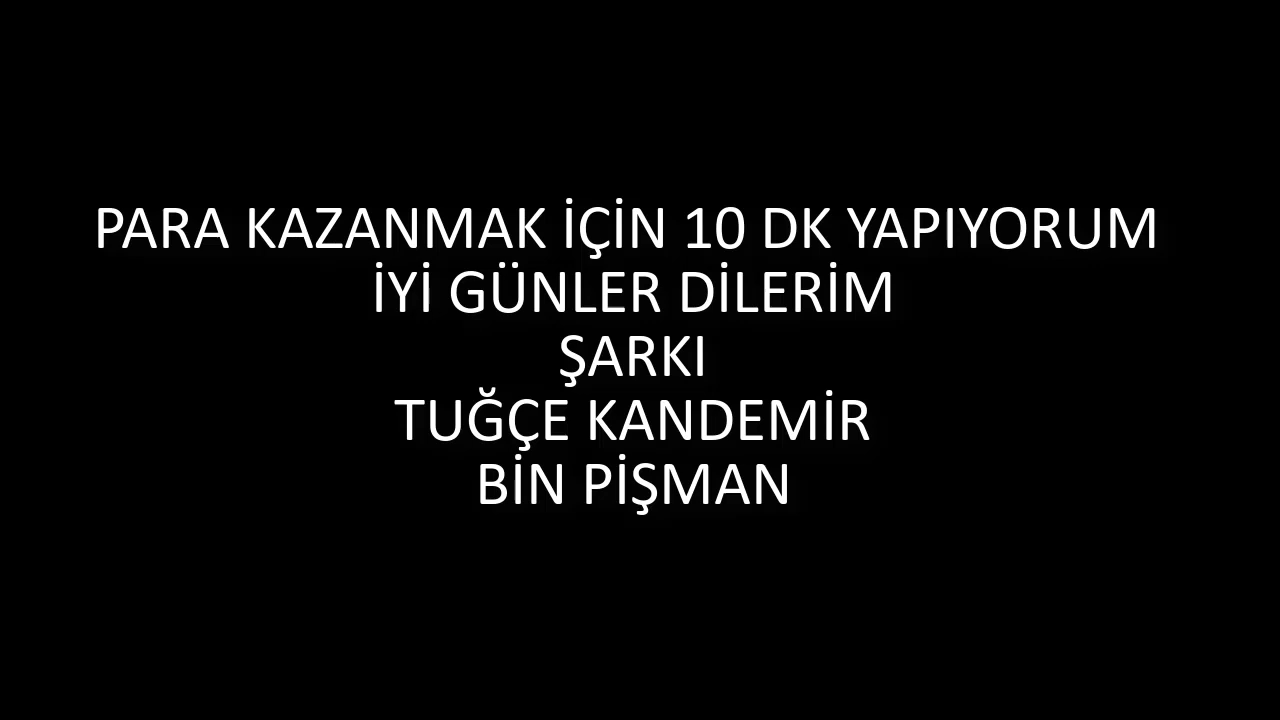 PARA KAZANMAK İÇİN 10 DK YAPIYORUM
İYİ GÜNLER DİLERİM
ŞARKI
TUĞÇE KANDEMİR
BİN PİŞMAN